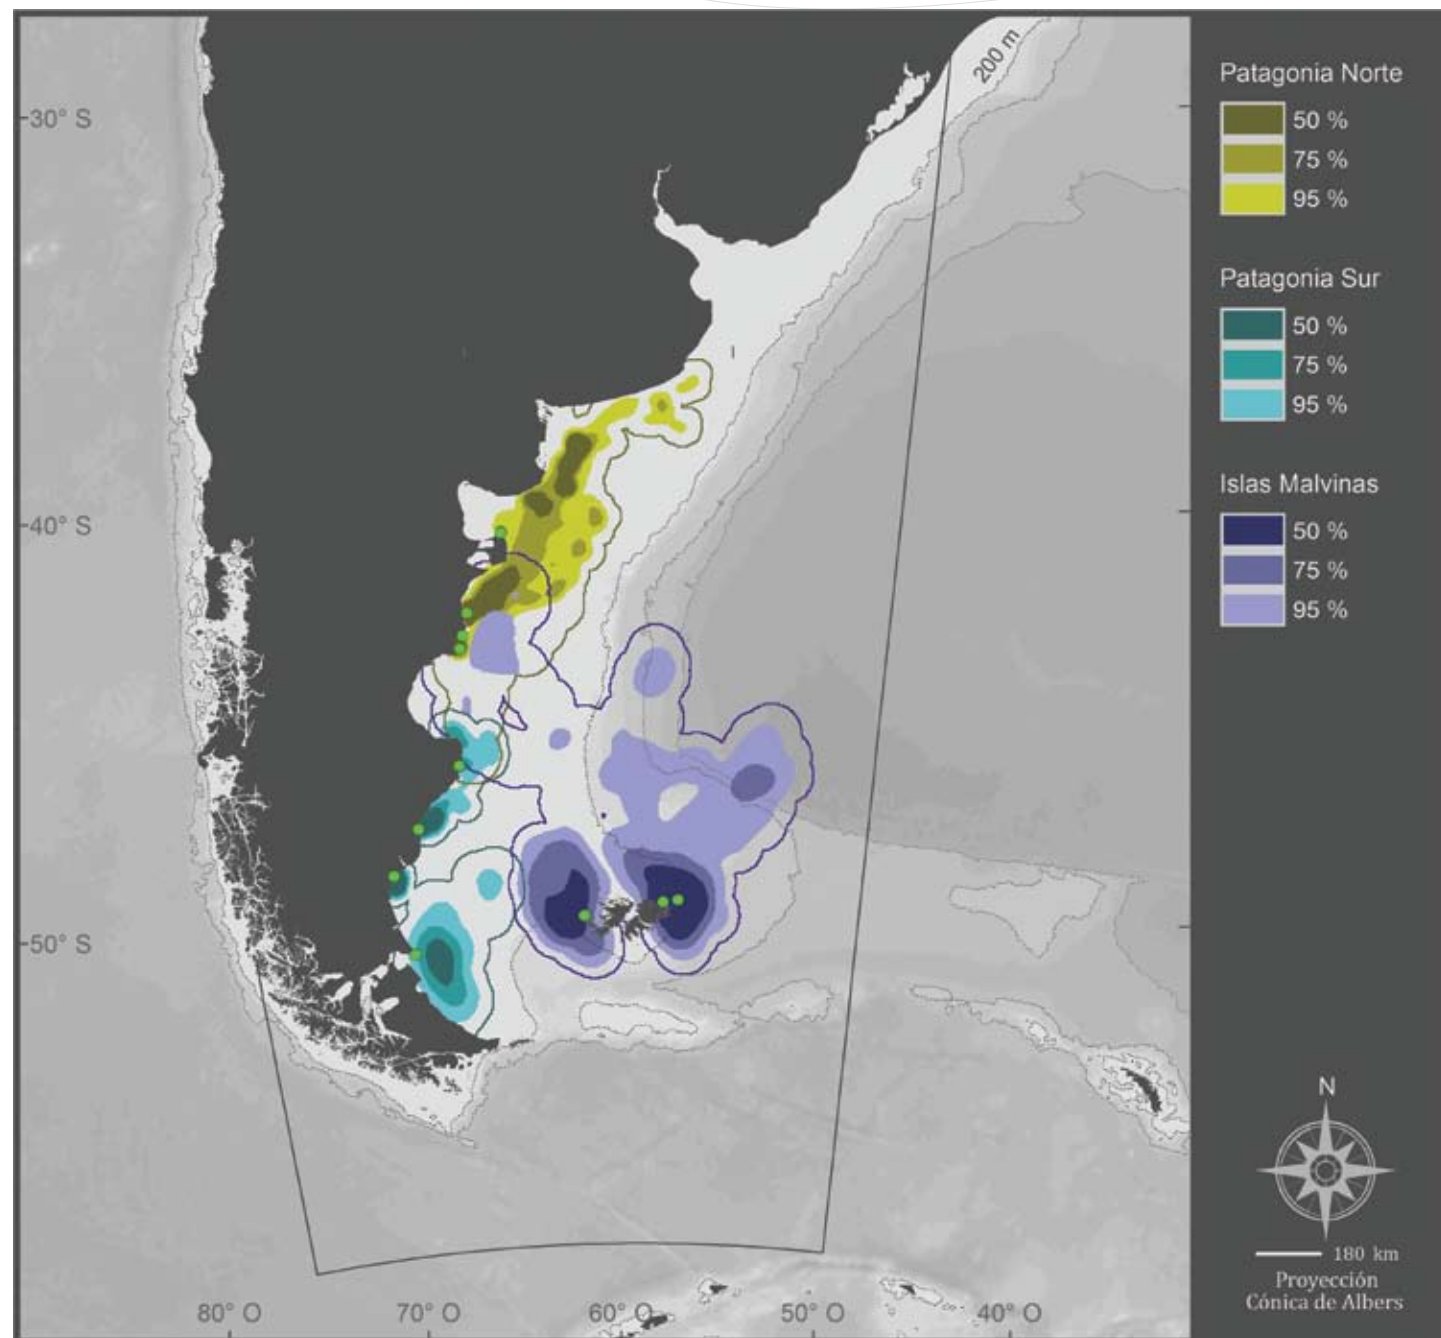 200 m
30° S
40° S
50° S
80° O
70° O
60° O
50° O
40° O
Patagonia Norte
50 %
75 %
95 %
Patagonia Sur
50 %
75 %
95 %
Islas Malvinas
50 %
75 %
95 %
N
180 km
Proyección
Cónica de Albers